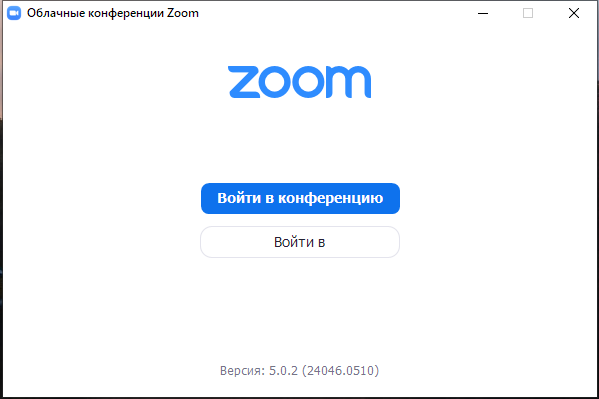 Облачные конференции Zoom
zoom
Войти в конференцию
Войти в
Версия: 5.0.2 (24046.0510)